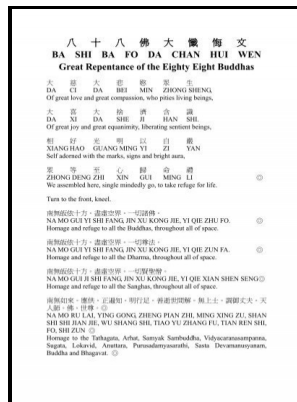 八 十 八 佛 大 懺 悔 文
BA SHI BA FO DA CHAN HUI WEN
Great Repentance of the Eighty Eight Buddhas
大 慈 大 悲 愍 眾 生
DA CI DA BEI MIN ZHONG SHENG,
Of great love and great compassion, who pities living beings,
大 喜 大 捨 濟 含 識
DA XI DA SHE JI HAN SHI.
Of great joy and great equanimity, liberating sentient beings,
相 好 光 明 以 自 嚴
XIANG HAO GUANG MING YI ZI YAN
Self adorned with the marks, signs and bright aura,
眾 等 至 心 歸 命 禮
ZHONG DENG ZHI XIN GUI MING LI ◎
We assembled here, single mindedly go, to take refuge for life.
Turn to the front, kneel.
南無皈依十方，盡虛空界，一切諸佛。
NA MO GUI YI SHI FANG, JIN XU KONG JIE, YI QIE ZHU FO. ◎
Homage and refuge to all the Buddhas, throughout all of space.
南無皈依十方，盡虛空界，一切尊法。
NA MO GUI YI SHI FANG, JIN XU KONG JIE, YI QIE ZUN FA. ◎
Homage and refuge to all the Dharma, throughout all of space.
南無皈依十方，盡虛空界，一切賢聖僧。
NA MO GUI JI SHI FANG, JIN XU KONG JIE, YI QIE XIAN SHEN SENG◎
Homage and refuge to all the Sanghas, throughout all of space.
南無如來，應供，正遍知，明行足，善逝世間解，無上士，調御丈夫，天
人師，佛，世尊。◎
NA MO RU LAI, YING GONG, ZHENG PIAN ZHI, MING XING ZU, SHAN
SHI SHI JIAN JIE, WU SHANG SHI, TIAO YU ZHANG FU, TIAN REN SHI,
FO, SHI ZUN ◎
Homage to the Tathagata, Arhat, Samyak Sambuddha, Vidyacaranasampanna,
Sugata, Lokavid, Anuttara, Purusadamyasaruthi, Sasta Devamanusyanam,
Buddha and Bhagavat. ◎